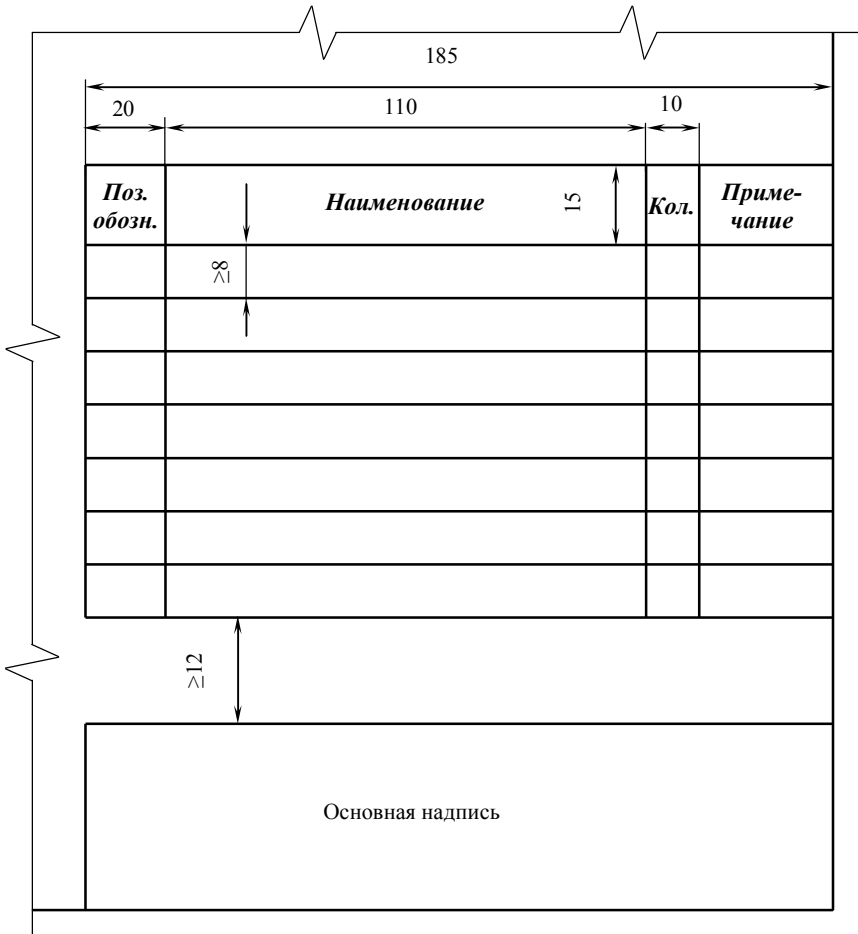 185
20
110
10
Поз.
обозн.
Наименование
15
Кол.
Приме-
чание
≥8
≥12
Основная надпись